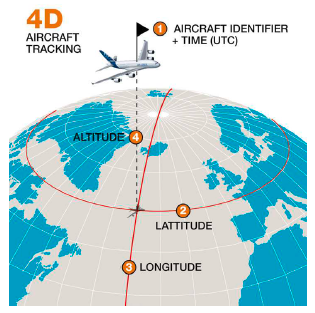 4D
AIRCRAFT
TRACKING
1 AIRCRAFT IDENTIFIER
+ TIME (UTC)
ALTITUDE 4
2
LATTITUDE
3 LONGITUDE